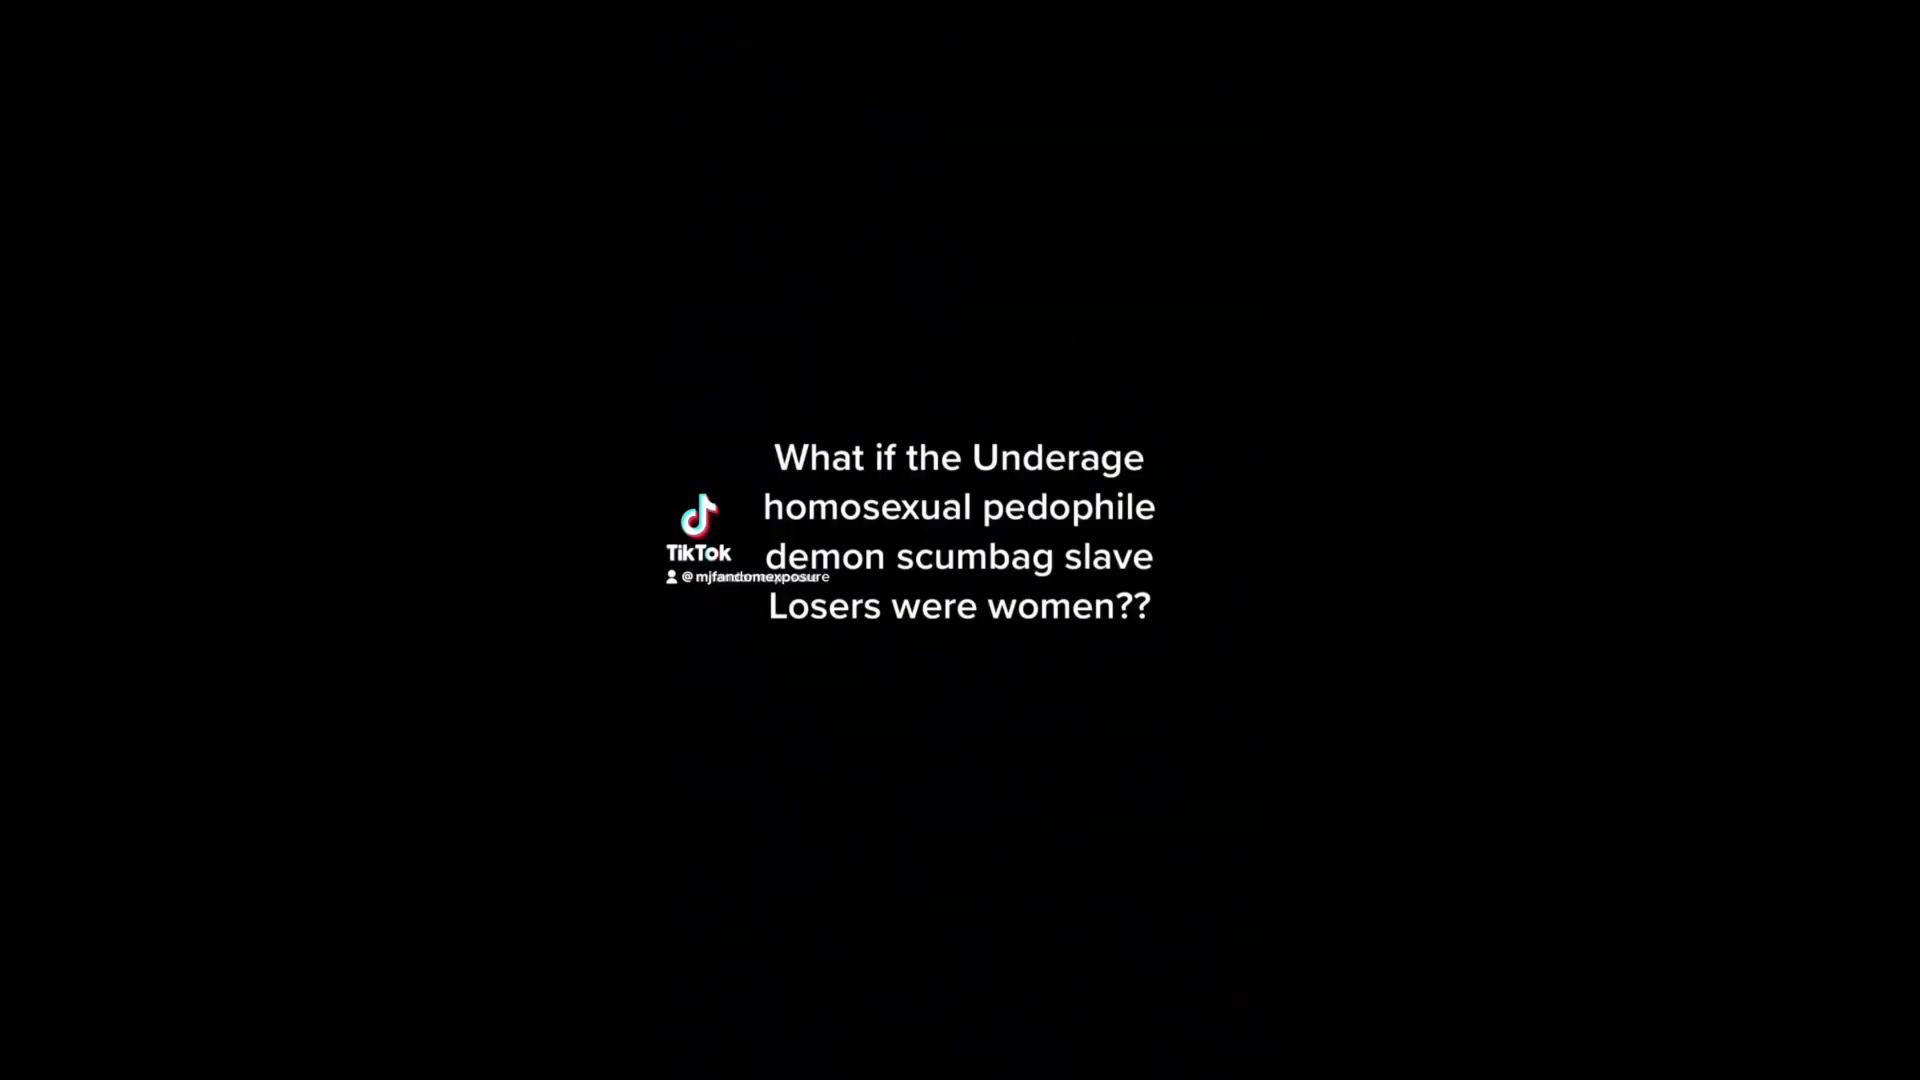 What if the Underage
homosexual pedophile
demon scumbag slave
Losers were women??
TikTok
@mjfandomexposure